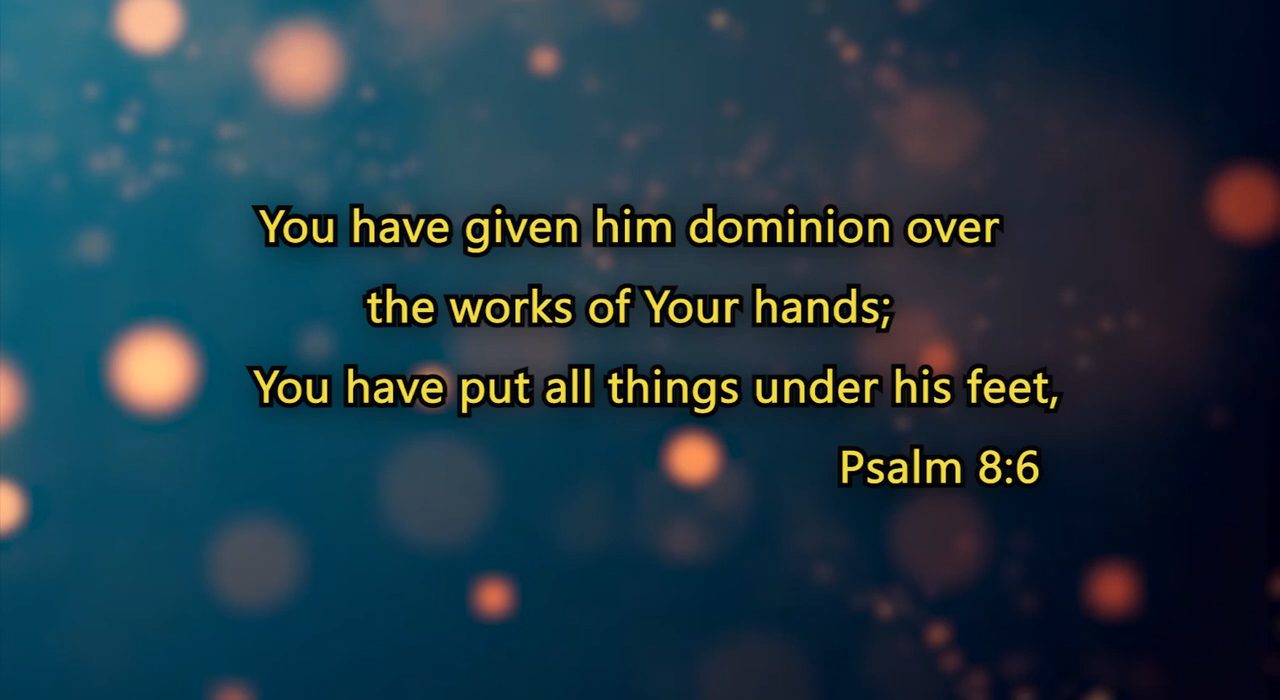 You have given him dominion over
the works of Your hands;
You have put all things under his feet,
Psalm 8:6